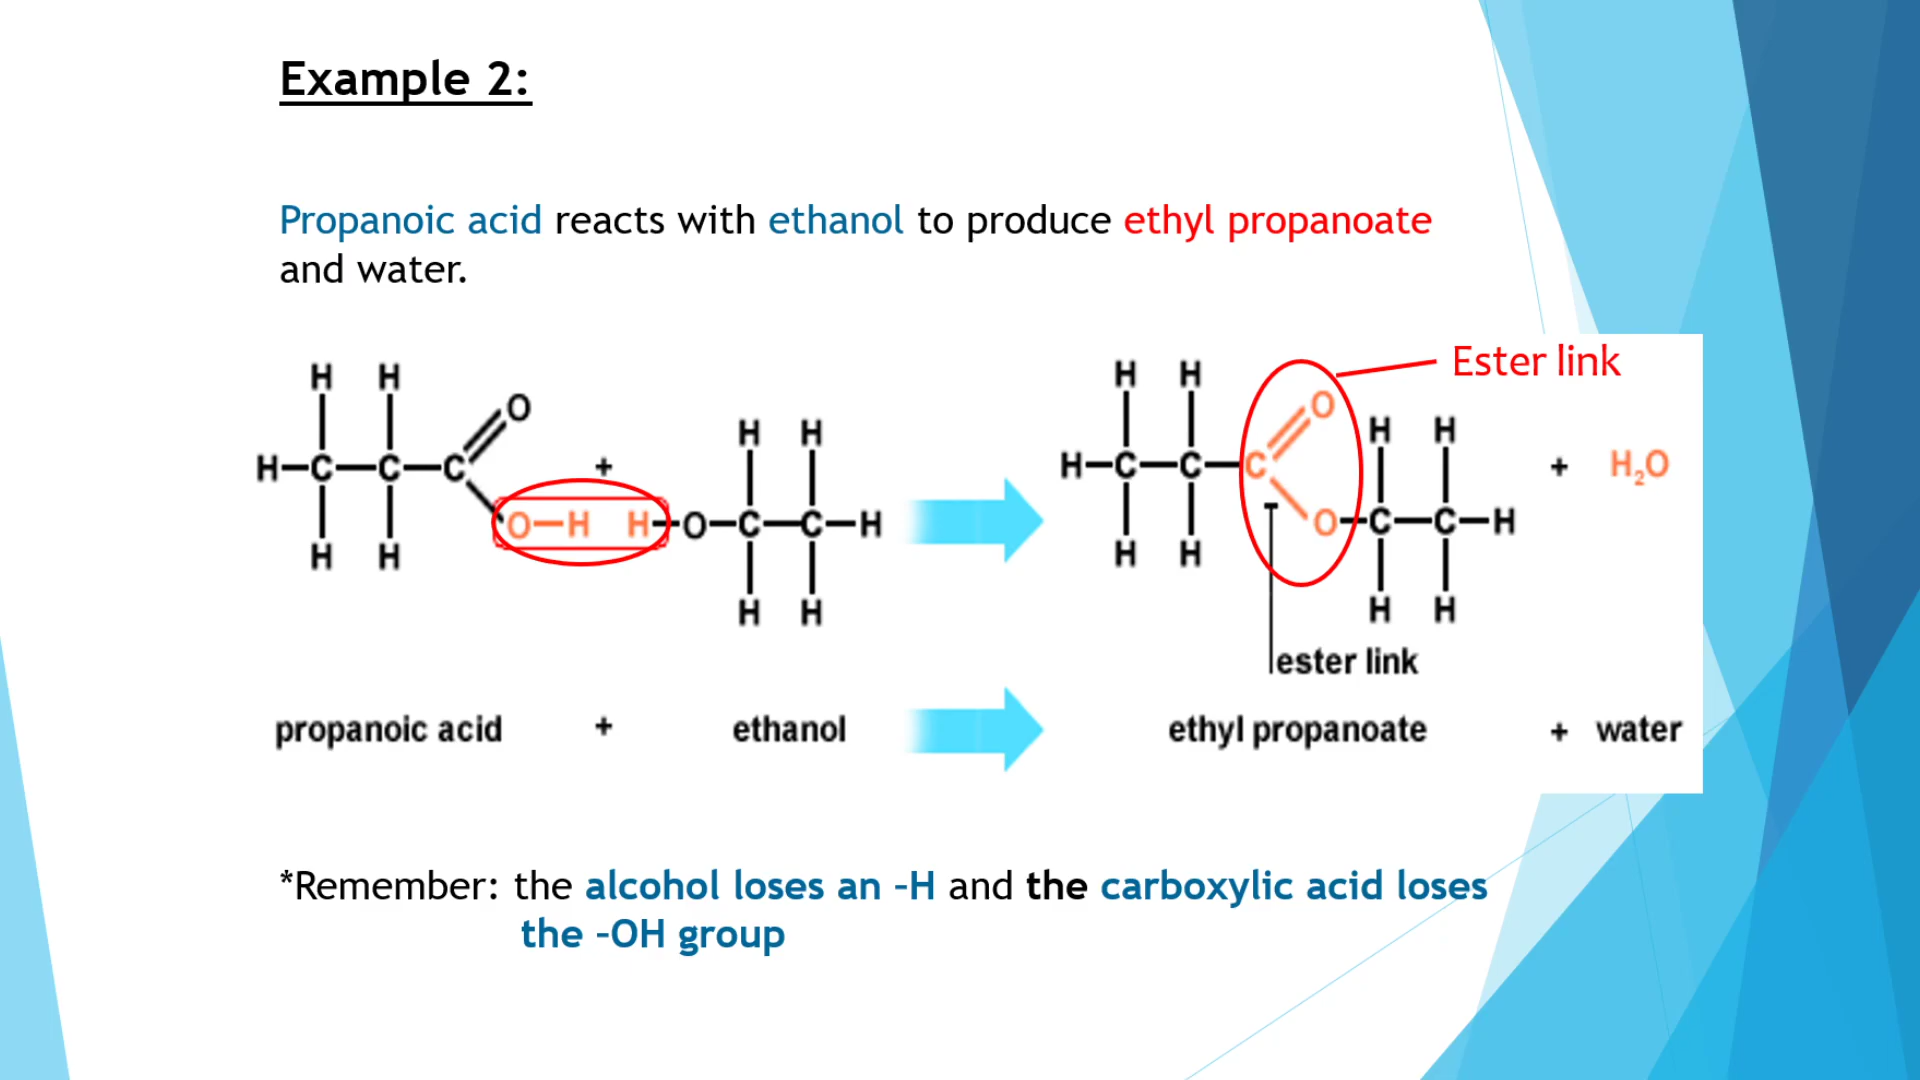 Example 2:
Propanoic acid reacts with ethanol to produce ethyl propanoate
and water.
Ester link
H H O
H H
H-C-C-C + 
O-H H-O-C-C-H
H H
H H
H H O
H H
H-C-C-C + H₂O
O-C-C-H
H H
H H
ester link
propanoic acid + ethanol ethyl propanoate + water
*Remember: the alcohol loses an -H and the carboxylic acid loses
the -OH group